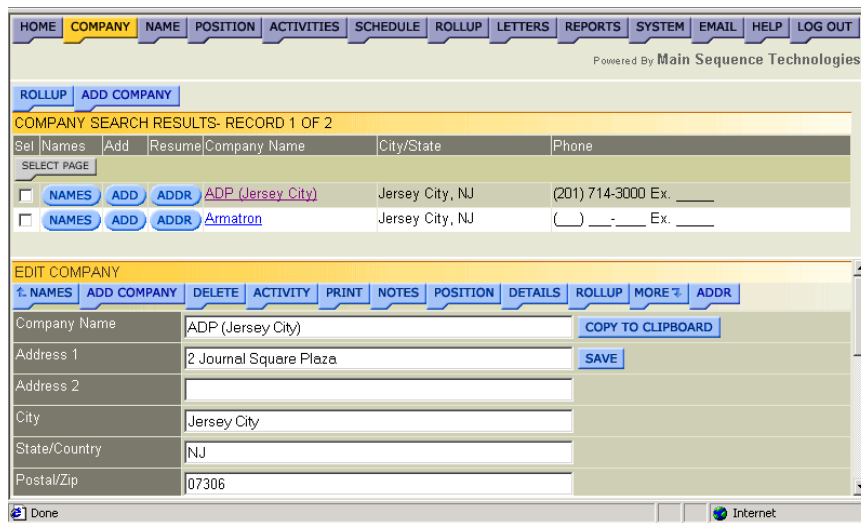 HOME COMPANY NAME POSITION ACTIVITIES SCHEDULE ROLLUP LETTERS REPORTS SYSTEM EMAIL HELP LOG OUT
Powered By Main Sequence Technologies
ROLLUP ADD COMPANY
COMPANY SEARCH RESULTS- RECORD 1 OF 2
Sel Names Add Resume Company Name City/State Phone
SELECT PAGE
NAMES ADD ADDR ADP (Jersey City) Jersey City, NJ (201) 714-3000 Ex. _____
NAMES ADD ADDR Armatron Jersey City, NJ (___) ___-____ Ex. _____
EDIT COMPANY
NAMES ADD COMPANY DELETE ACTIVITY PRINT NOTES POSITION DETAILS ROLLUP MORE ADDR
Company Name ADP (Jersey City) COPY TO CLIPBOARD
Address 1 2 Journal Square Plaza SAVE
Address 2
City Jersey City
State/Country NJ
Postal/Zip 07306
Done Internet